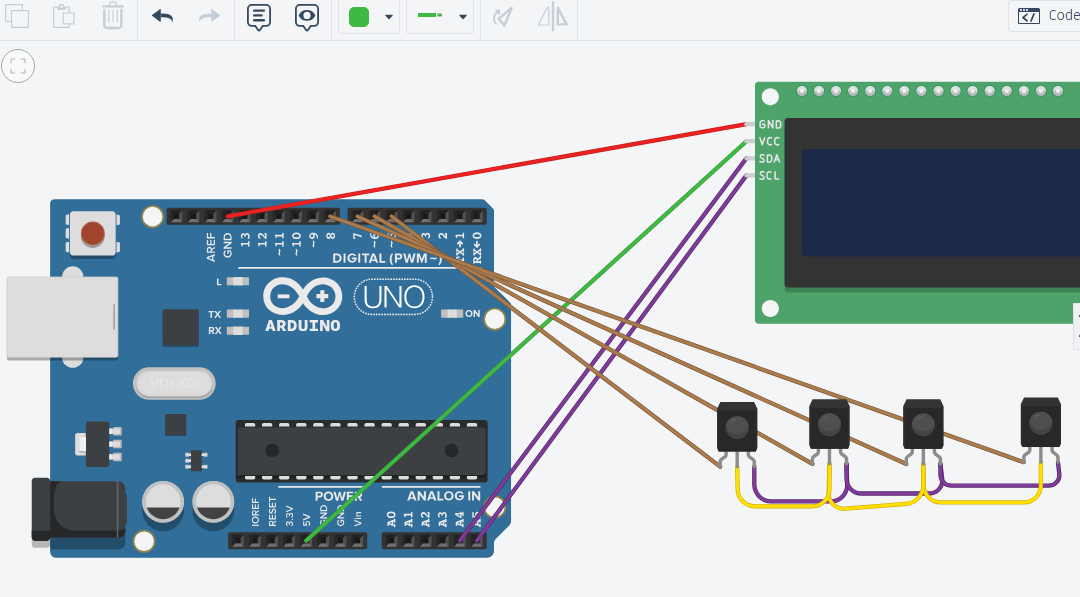 Code
GND
VCC
SDA
SCL
AREF
GND
13
12
~11
~10
~9
8
7
~6
~5
3
2
TX→1
RX←0
DIGITAL (PWM~)
L
TX
RX
ARDUINO
UNO
ON
POWER
ANALOG IN
IOREF
RESET
3.3V
5V
GND
GND
Vin
A0
A1
A2
A3
A4
A5